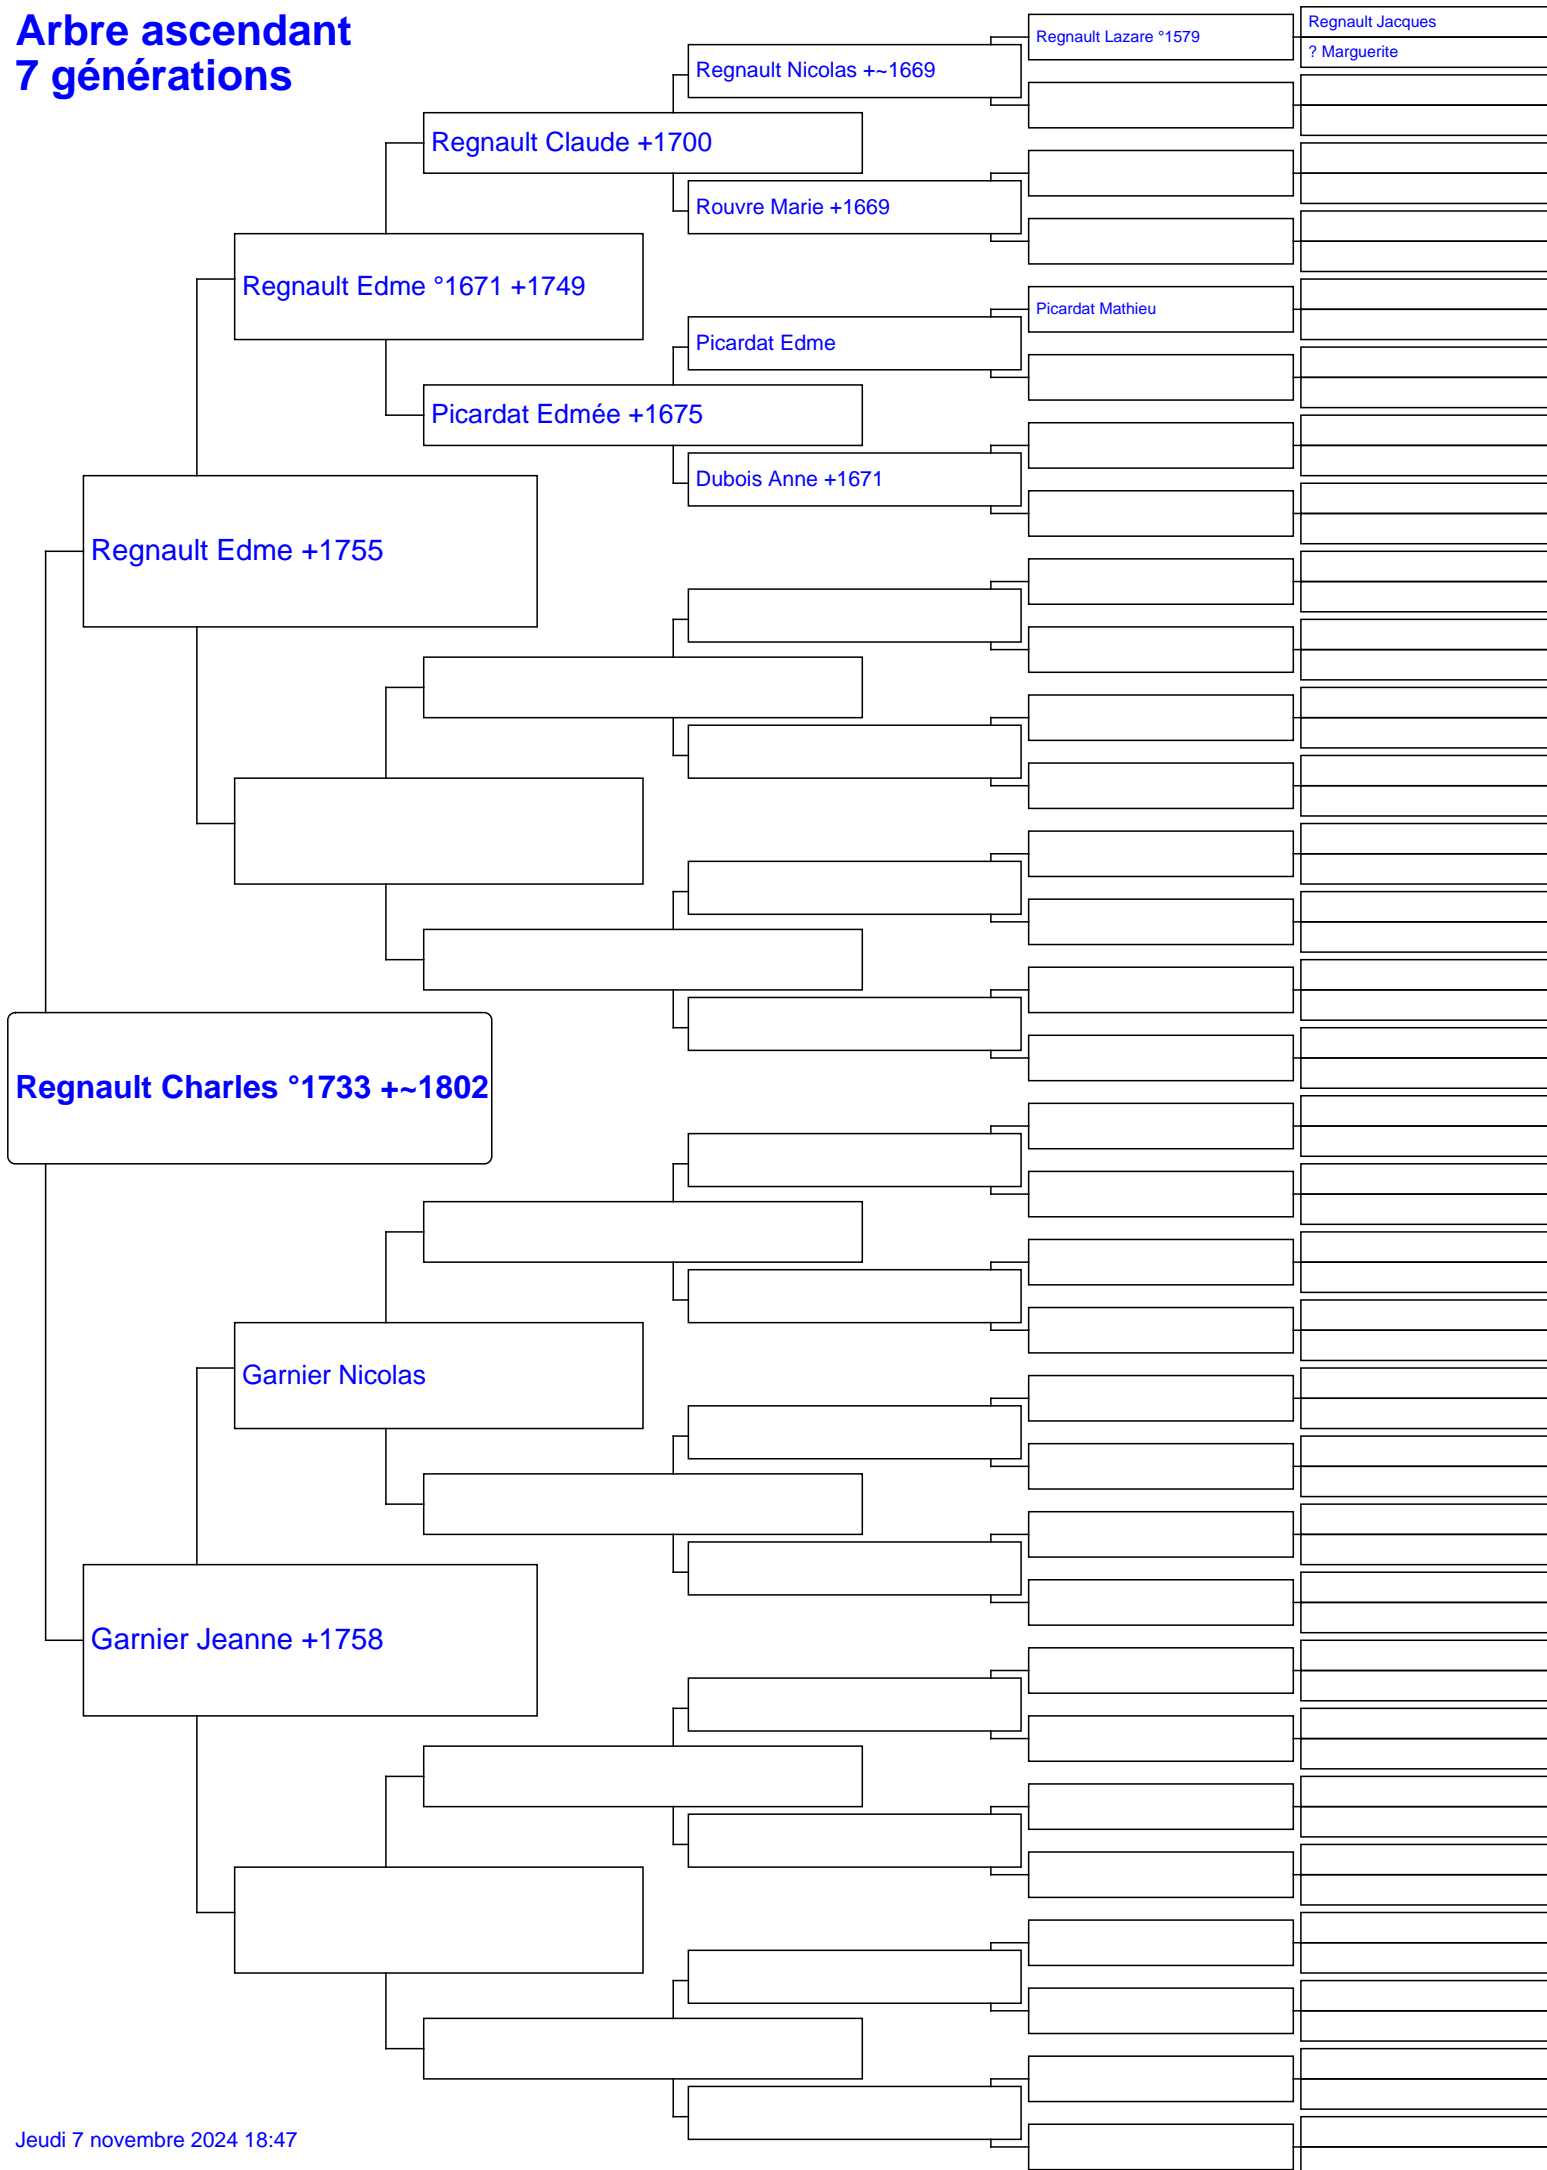 Arbre ascendant
7 générations
Regnault Jacques
Regnault Lazare °1579
? Marguerite
Regnault Nicolas +~1669
Regnault Claude +1700
Rouvre Marie +1669
Regnault Edme °1671 +1749
Picardat Mathieu
Picardat Edme
Picardat Edmée +1675
Dubois Anne +1671
Regnault Edme +1755
Regnault Charles °1733 +~1802
Garnier Nicolas
Garnier Jeanne +1758
Jeudi 7 novembre 2024 18:47